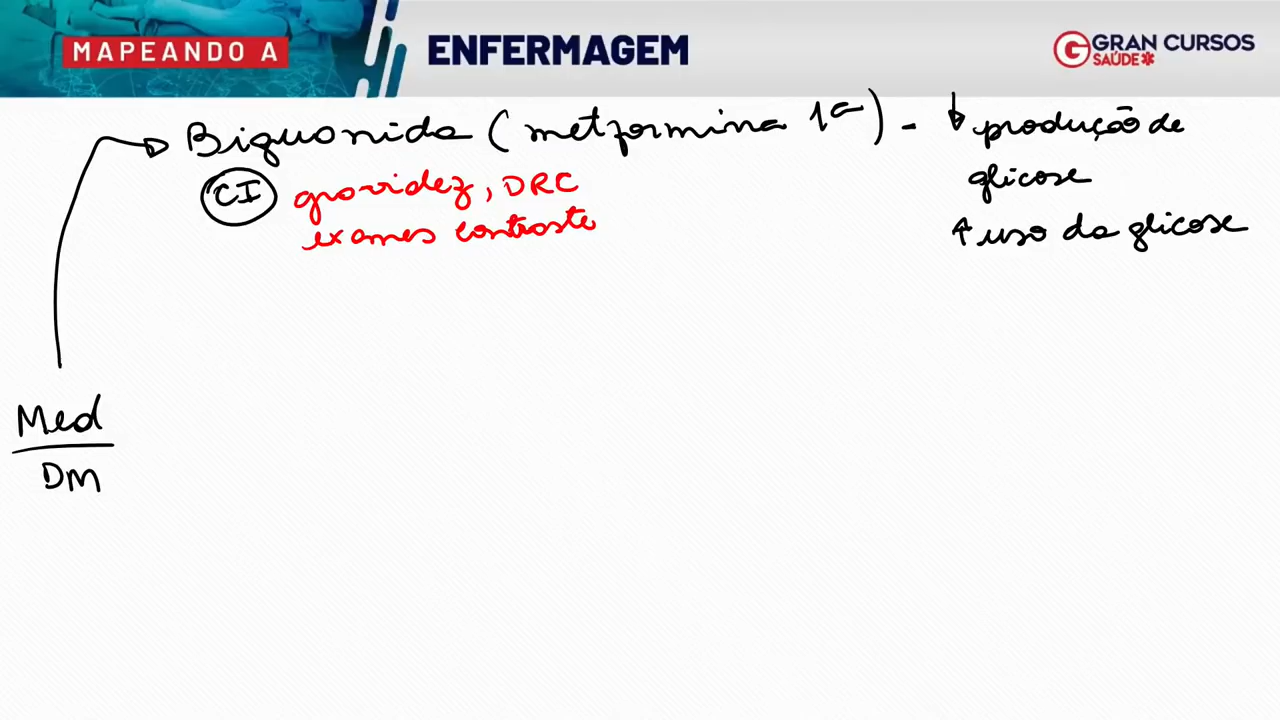 MAPEANDO A
ENFERMAGEM
GRAN CURSOS
SAÚDE
Biguanida (metformina 1ª) - ↓ produção de
glicose
↑ uso da glicose
CI gravidez, DRC
exames contraste
Med
DM